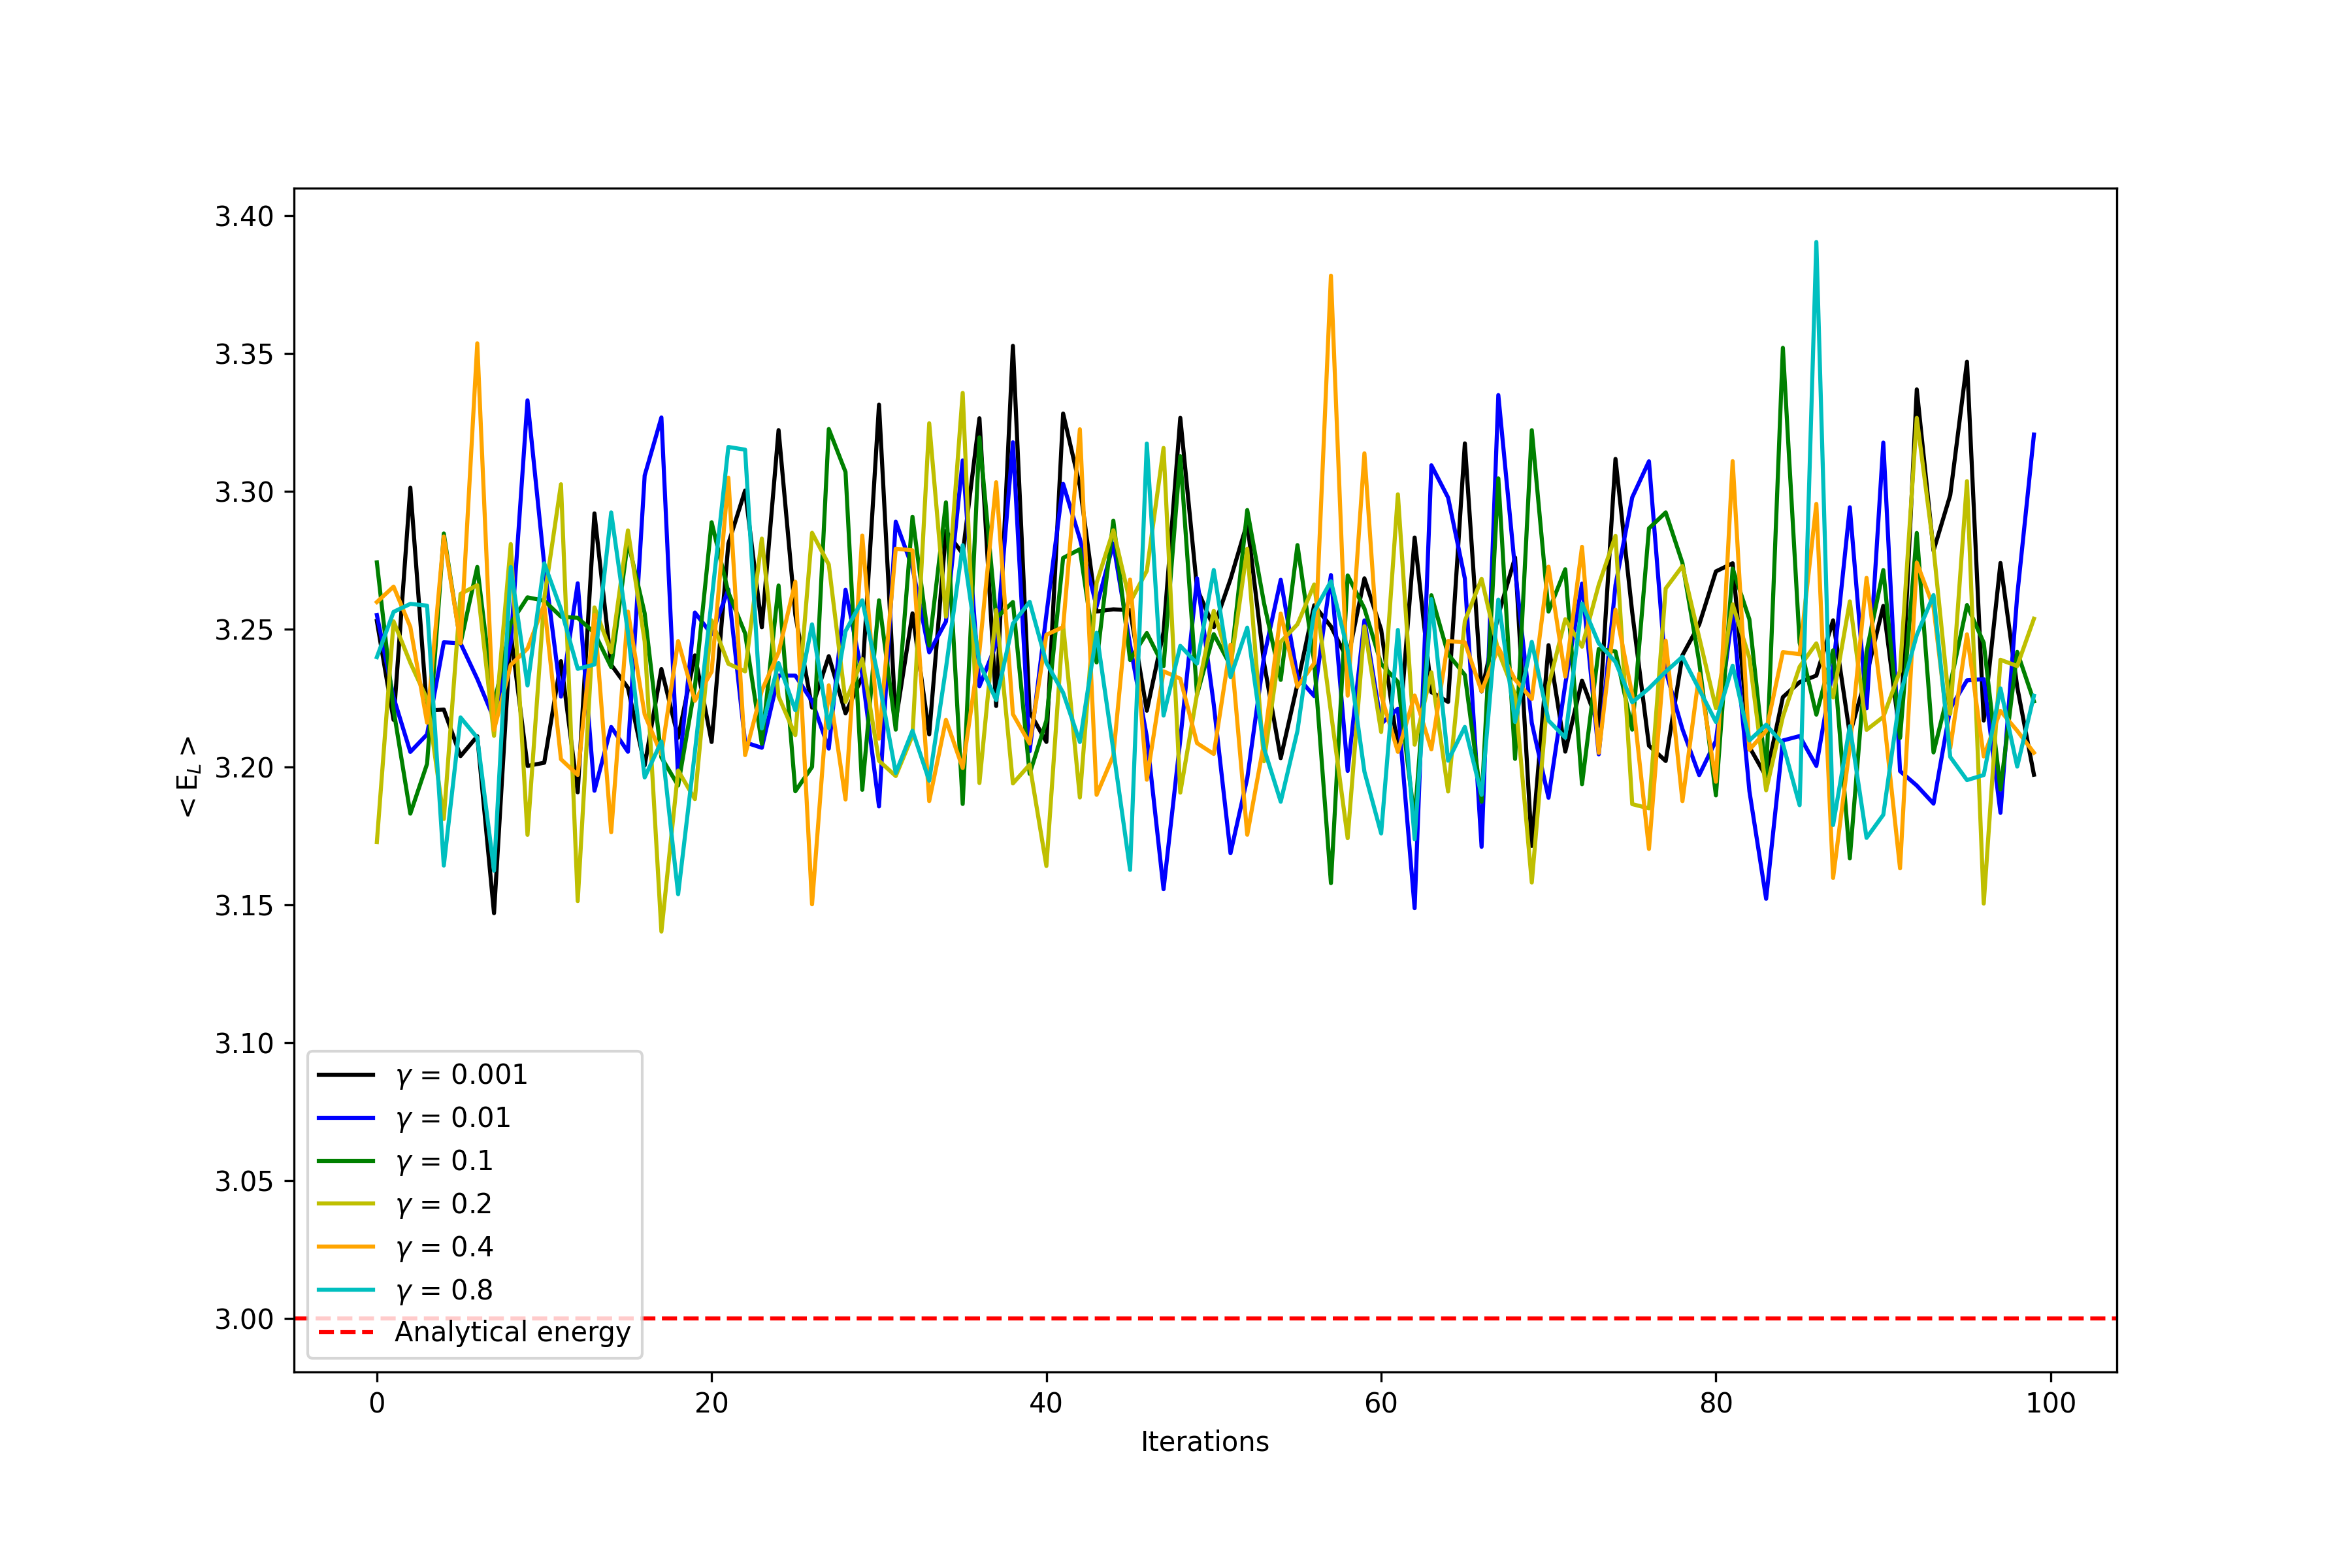 3.40
3.35
3.30
3.25
3.20
3.15
3.10
3.05
3.00
< E_L >
γ = 0.001
γ = 0.01
γ = 0.1
γ = 0.2
γ = 0.4
γ = 0.8
Analytical energy
0 20 40 60 80 100
Iterations